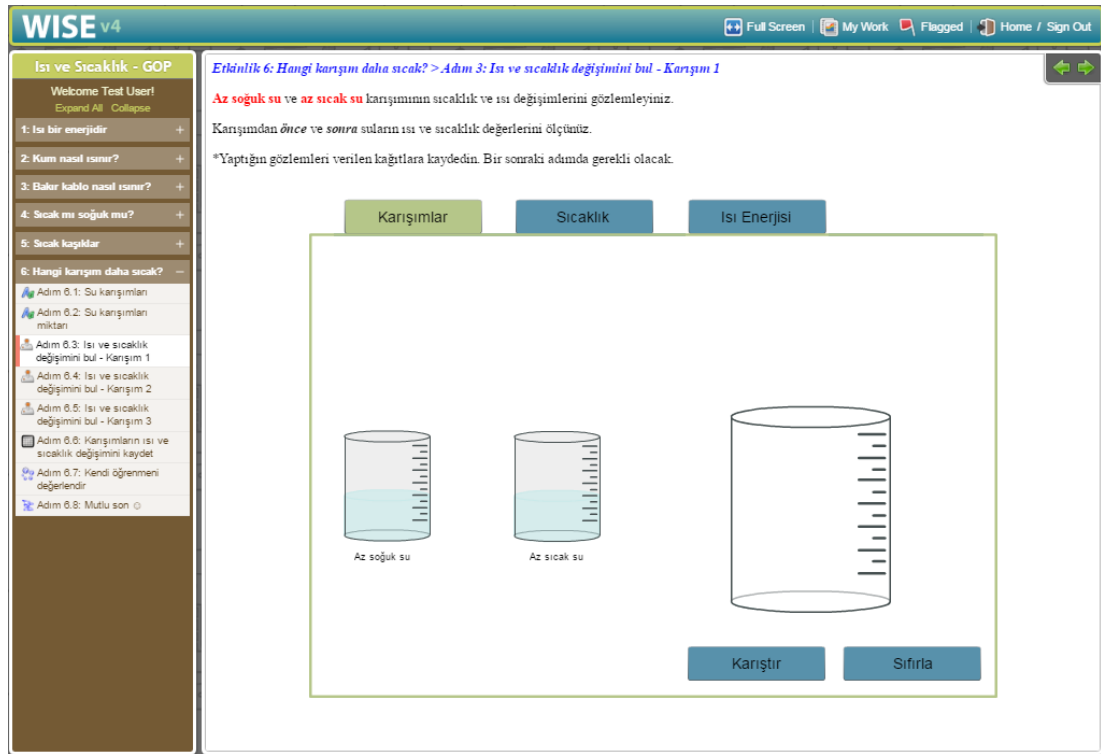 WISE v4
Full Screen | My Work Flagged | Home / Sign Out
Isı ve Sıcaklık - GOP
Welcome Test User!
Expand All Collapse
1: Isı bir enerjidir +
2: Kum nasıl ısınır? +
3: Bakır kablo nasıl ısınır? +
4: Sıcak mı soğuk mu? +
5: Sıcak kaşıklar +
6: Hangi karışım daha sıcak? −
Adım 6.1: Su karışımları
Adım 6.2: Su karışımları
miktarı
Adım 6.3: Isı ve sıcaklık
değişimini bul - Karışım 1
Adım 6.4: Isı ve sıcaklık
değişimini bul - Karışım 2
Adım 6.5: Isı ve sıcaklık
değişimini bul - Karışım 3
Adım 6.6: Karışımların ısı ve
sıcaklık değişimini kaydet
Adım 6.7: Kendi öğrenmeni
değerlendir
Adım 6.8: Mutlu son ☺
Etkinlik 6: Hangi karışım daha sıcak? > Adım 3: Isı ve sıcaklık değişimini bul - Karışım 1
Az soğuk su ve az sıcak su karışımının sıcaklık ve ısı değişimlerini gözlemleyiniz.
Karışımdan önce ve sonra suların ısı ve sıcaklık değerlerini ölçünüz.
*Yaptığın gözlemleri verilen kağıtlara kaydedin. Bir sonraki adımda gerekli olacak.
Karışımlar
Sıcaklık
Isı Enerjisi
Az soğuk su
Az sıcak su
Karıştır
Sıfırla